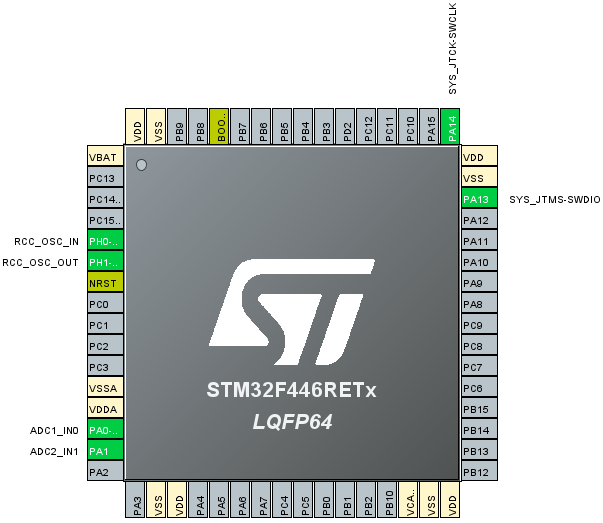 SYS_JTCK-SWCLK
VDD
VSS
PB9
PB8
BOO..
PB7
PB6
PB5
PB4
PB3
PD2
PC12
PC11
PC10
PA15
PA14
VBAT
PC13
PC14..
PC15..
RCC_OSC_IN PH0-..
RCC_OSC_OUT PH1-..
NRST
PC0
PC1
PC2
PC3
VSSA
VDDA
ADC1_IN0 PA0-..
ADC2_IN1 PA1
PA2
STM32F446RETx
LQFP64
VDD
VSS
PA13 SYS_JTMS-SWDIO
PA12
PA11
PA10
PA9
PA8
PC9
PC8
PC7
PC6
PB15
PB14
PB13
PB12
PA3
VSS
VDD
PA4
PA5
PA6
PA7
PC4
PC5
PB0
PB1
PB2
PB10
VCA..
VSS
VDD